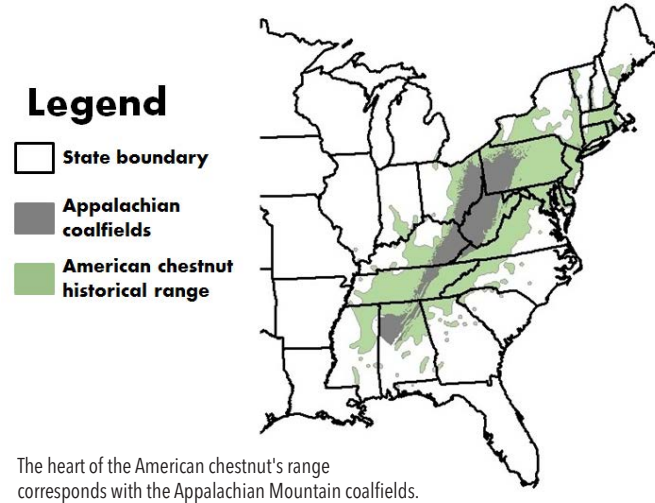 Legend
State boundary
Appalachian
coalfields
American chestnut
historical range
The heart of the American chestnut's range
corresponds with the Appalachian Mountain coalfields.